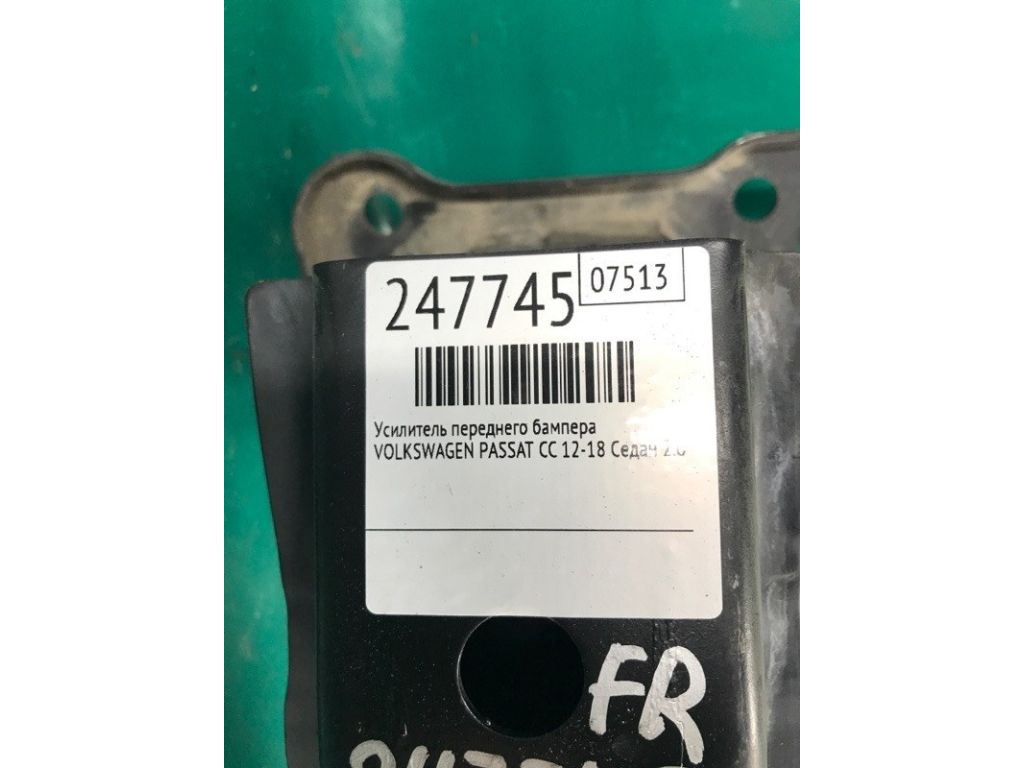 247745
07513
Усилитель переднего бампера
VOLKSWAGEN PASSAT CC 12-18 Седан
FR